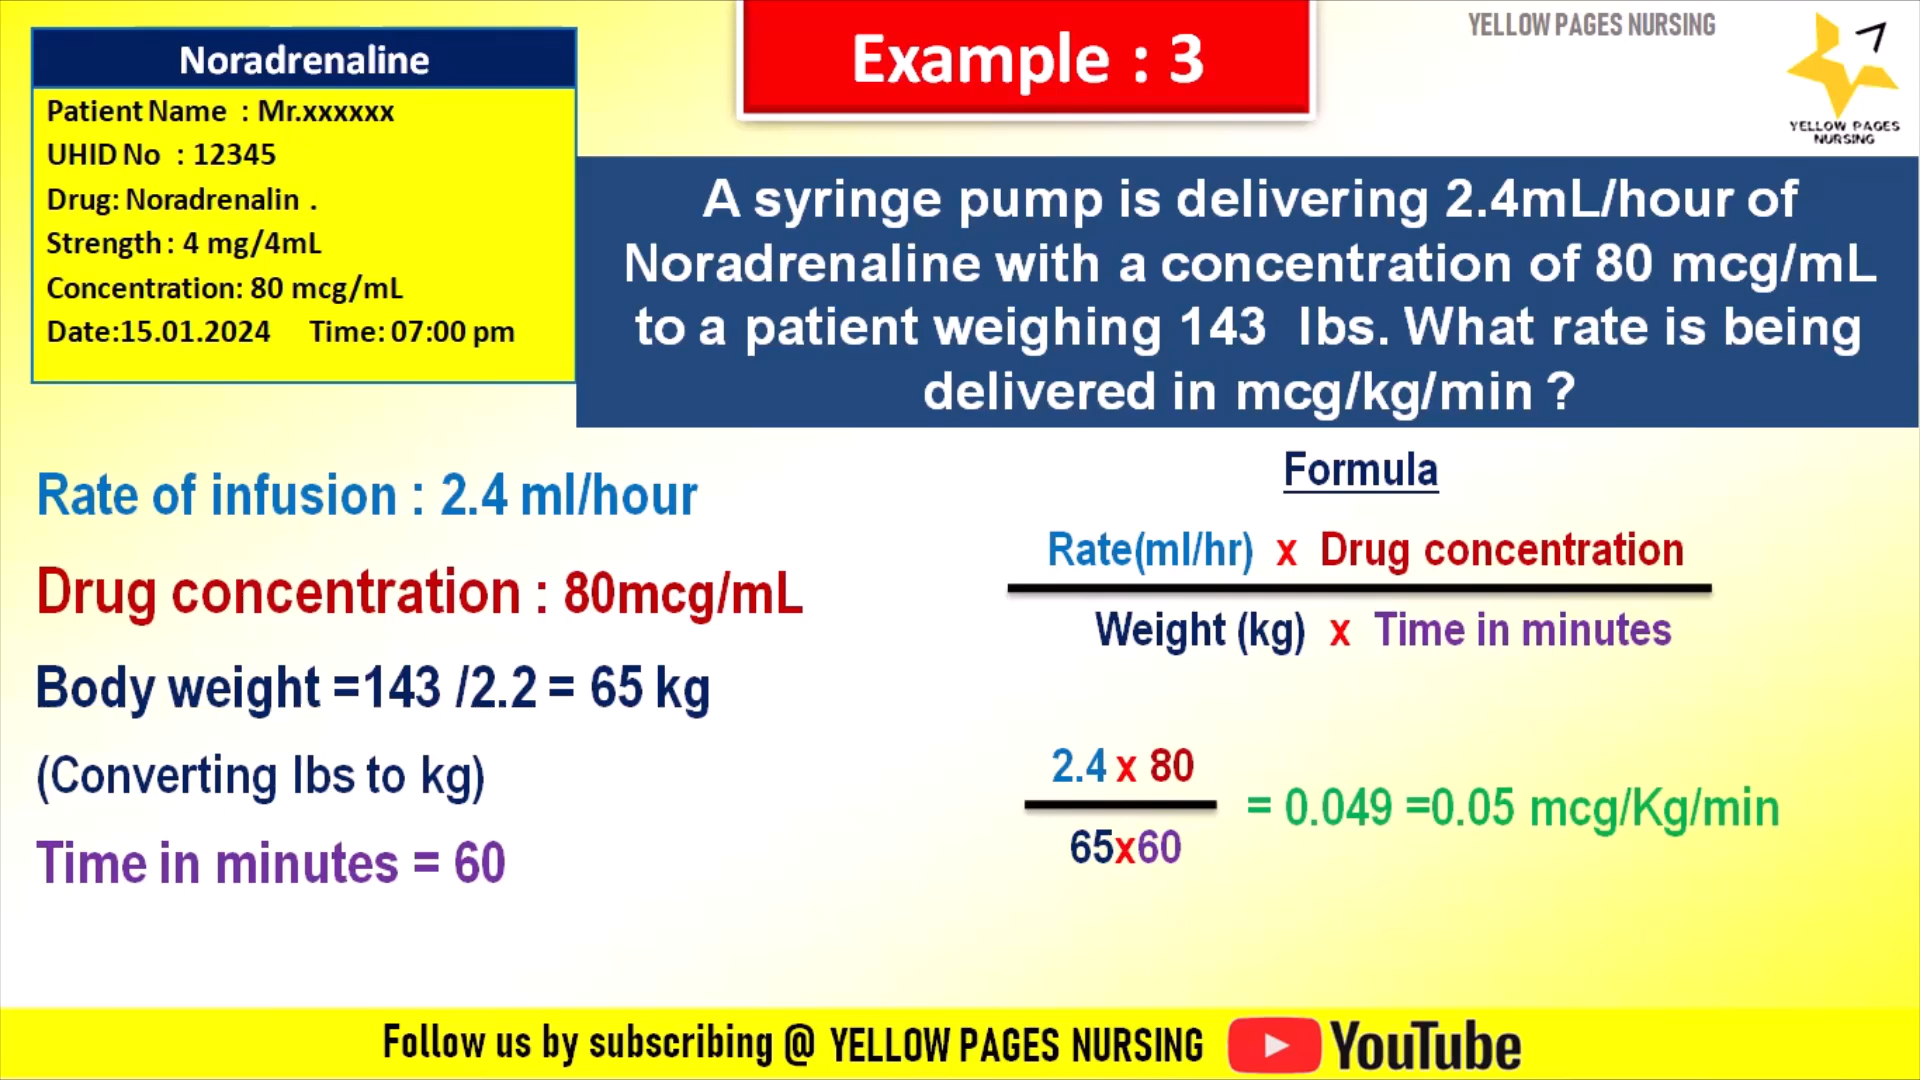 Noradrenaline
Patient Name : Mr.xxxxxx
UHID No : 12345
Drug: Noradrenalin .
Strength : 4 mg/4mL
Concentration: 80 mcg/mL
Date:15.01.2024 Time: 07:00 pm
Example : 3
YELLOW PAGES NURSING
YELLOW PAGES
NURSING
A syringe pump is delivering 2.4mL/hour of
Noradrenaline with a concentration of 80 mcg/mL
to a patient weighing 143 lbs. What rate is being
delivered in mcg/kg/min ?
Rate of infusion : 2.4 ml/hour
Drug concentration : 80mcg/mL
Body weight =143 /2.2 = 65 kg
(Converting lbs to kg)
Time in minutes = 60
Formula
Rate(ml/hr) x Drug concentration
Weight (kg) x Time in minutes
2.4 x 80
65x60
= 0.049 =0.05 mcg/Kg/min
Follow us by subscribing @ YELLOW PAGES NURSING YouTube